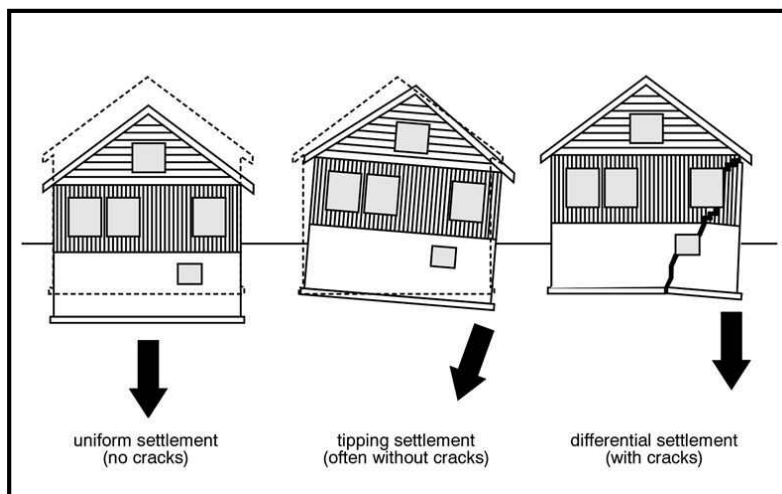 uniform settlement
(no cracks)
tipping settlement
(often without cracks)
differential settlement
(with cracks)